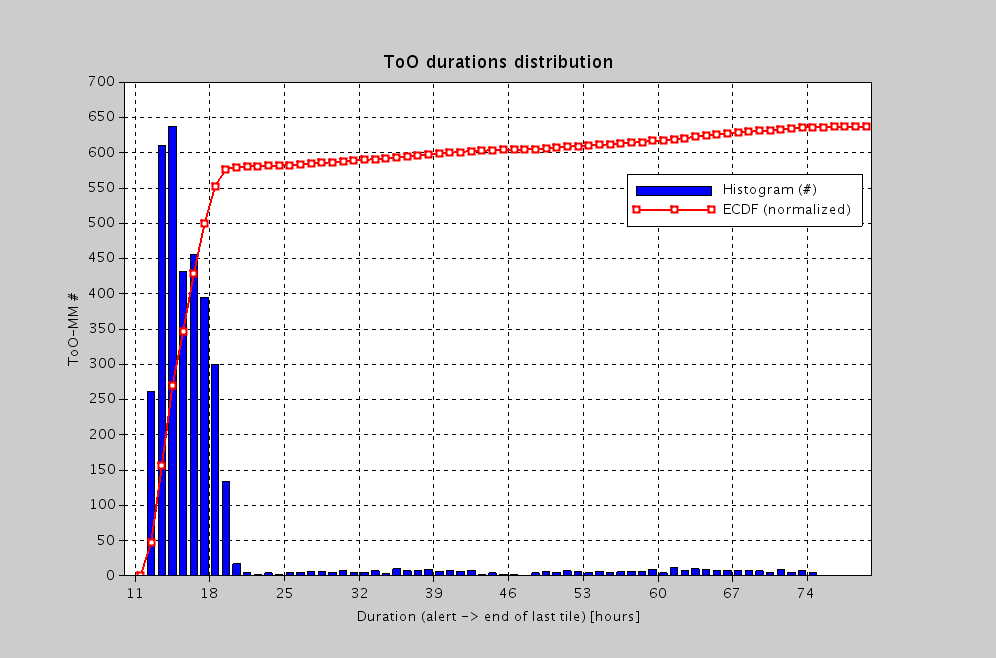 ToO durations distribution
700
650
600
550
500
450
400
350
300
250
200
150
100
50
0
ToO-MM #
Histogram (#)
ECDF (normalized)
11 18 25 32 39 46 53 60 67 74
Duration (alert -> end of last tile) [hours]